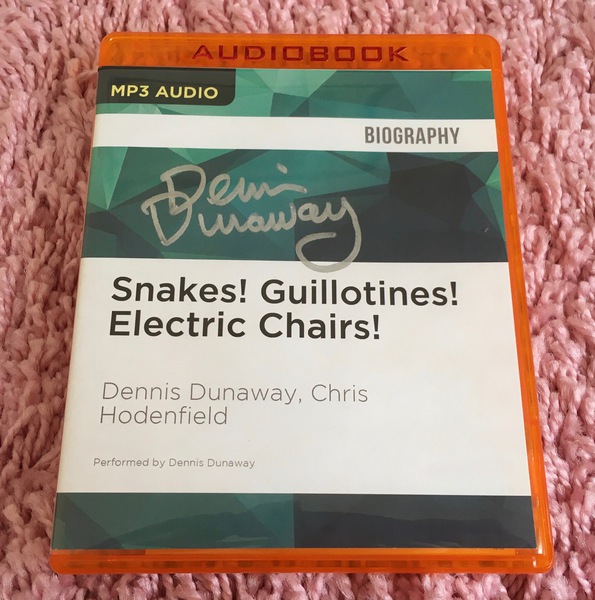 AUDIOBOOK
MP3 AUDIO
BIOGRAPHY
Dennis
Dunaway
Snakes! Guillotines!
Electric Chairs!
Dennis Dunaway, Chris
Hodenfield
Performed by Dennis Dunaway